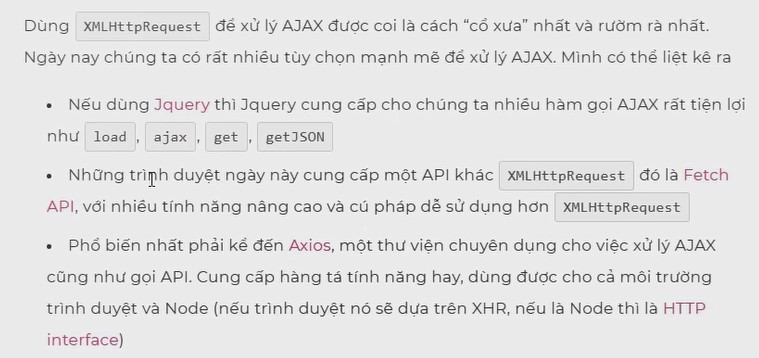 Dùng XMLHttpRequest để xử lý AJAX được coi là cách “cổ xưa” nhất và rườm rà nhất.
Ngày nay chúng ta có rất nhiều tùy chọn mạnh mẽ để xử lý AJAX. Mình có thể liệt kê ra
• Nếu dùng Jquery thì Jquery cung cấp cho chúng ta nhiều hàm gọi AJAX rất tiện lợi
như load, ajax, get, getJSON
• Những trình duyệt ngày này cung cấp một API khác XMLHttpRequest đó là Fetch
API, với nhiều tính năng nâng cao và cú pháp dễ sử dụng hơn XMLHttpRequest
• Phổ biến nhất phải kể đến Axios, một thư viện chuyên dụng cho việc xử lý AJAX
cũng như gọi API. Cung cấp hàng tá tính năng hay, dùng được cho cả môi trường
trình duyệt và Node (nếu trình duyệt nó sẽ dựa trên XHR, nếu là Node thì là HTTP
interface)